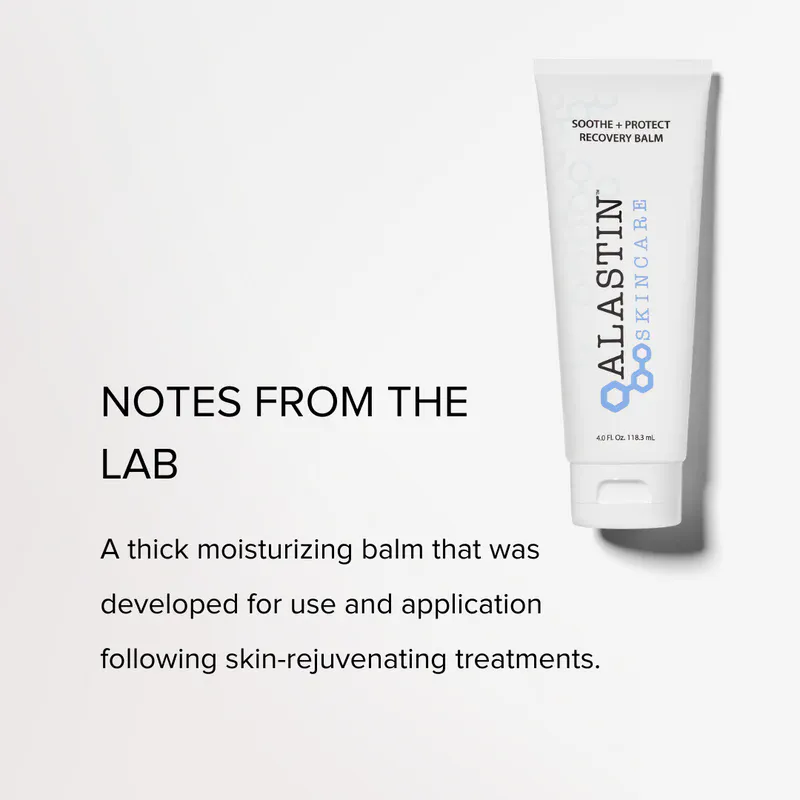 SOOTHE + PROTECT
RECOVERY BALM
ALASTIN™
SKINCARE
4.0 Fl. Oz. 118.3 mL
NOTES FROM THE
LAB
A thick moisturizing balm that was
developed for use and application
following skin-rejuvenating treatments.